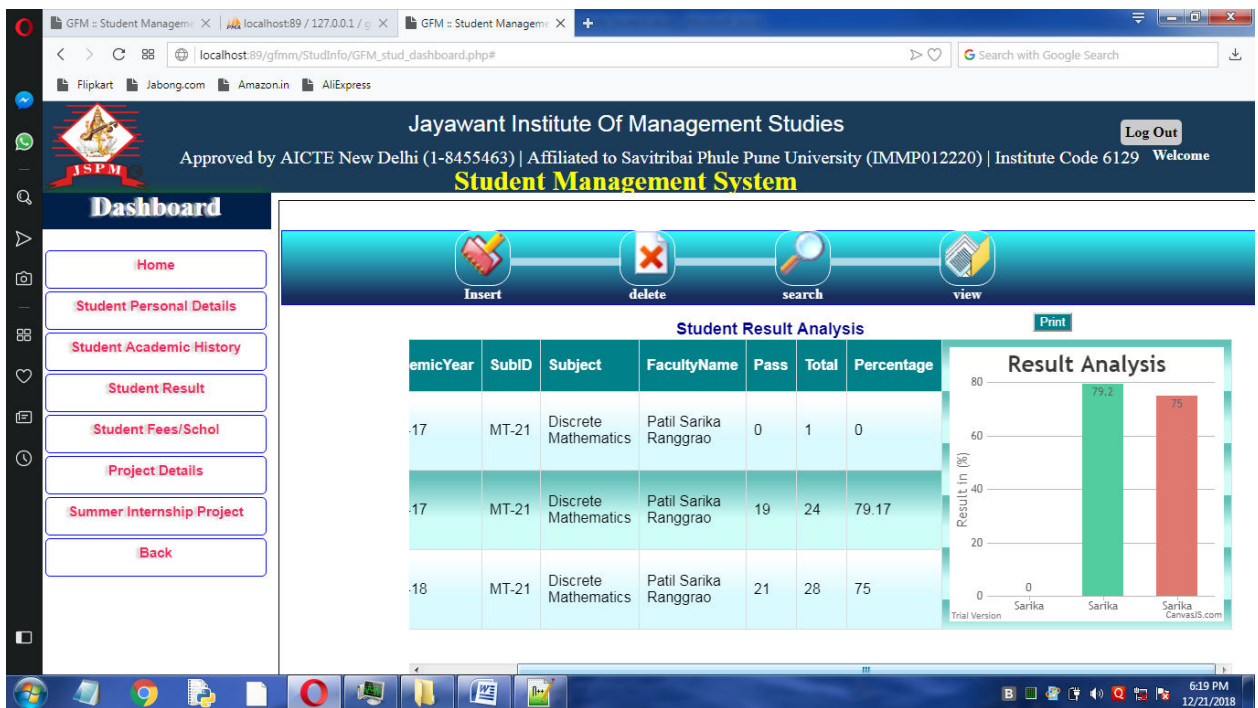 GFM :: Student Manageme
localhost:89 / 127.0.0.1 / g
GFM :: Student Manageme
localhost:89/gfmm/StudInfo/GFM_stud_dashboard.php#
Search with Google Search
Flipkart Jabong.com Amazon.in AliExpress
JSPM
Jayawant Institute Of Management Studies
Log Out
Approved by AICTE New Delhi (1-8455463) | Affiliated to Savitribai Phule Pune University (IMMP012220) | Institute Code 6129 Welcome
Student Management System
Dashboard
Home
Student Personal Details
Student Academic History
Student Result
Student Fees/Schol
Project Details
Summer Internship Project
Back
Insert delete search view
Student Result Analysis
Print
emicYear SubID Subject FacultyName Pass Total Percentage
-17 MT-21 Discrete Mathematics Patil Sarika Ranggrao 0 1 0
-17 MT-21 Discrete Mathematics Patil Sarika Ranggrao 19 24 79.17
-18 MT-21 Discrete Mathematics Patil Sarika Ranggrao 21 28 75
Result Analysis
Result in (%)
80
60
40
20
0
0 79.2 75
Sarika Sarika Sarika
Trial Version CanvasJS.com
6:19 PM
12/21/2018